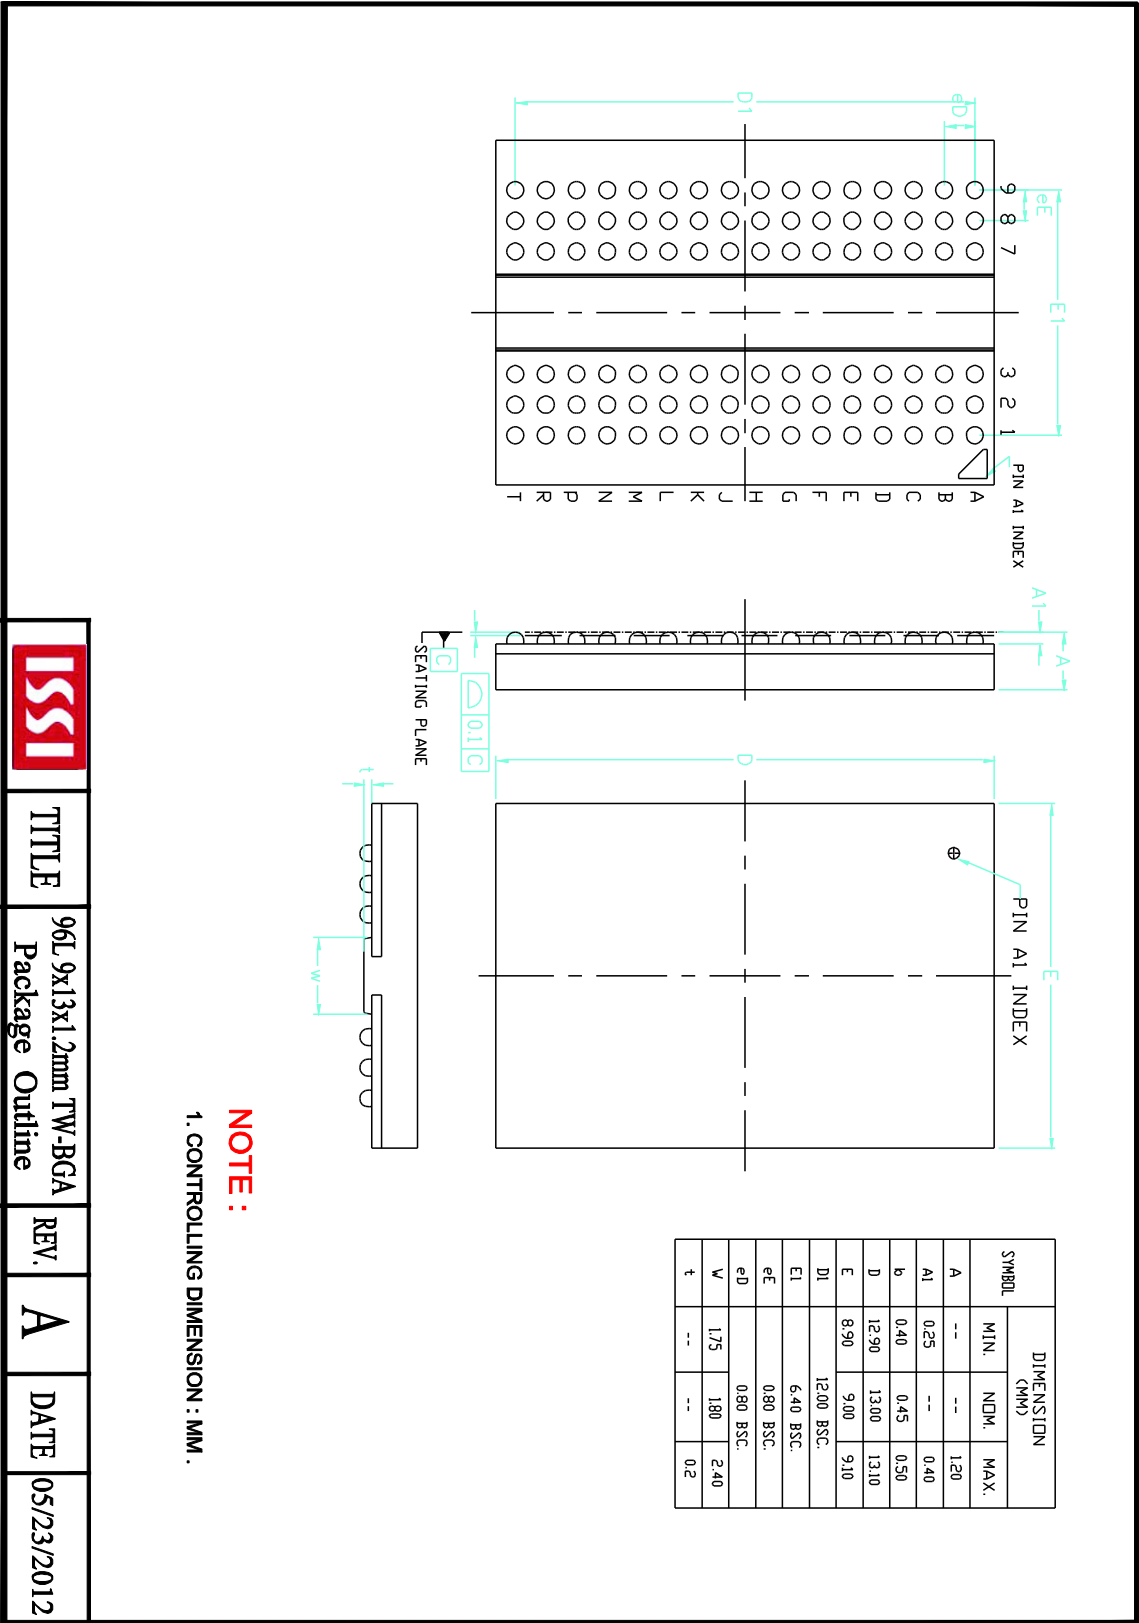 D1
eD
9
8
7
3
2
1
eE
E1
PIN A1 INDEX
T R P N M L K J H G F E D C B A
A1
A
C
SEATING PLANE
0.1 C
D
E
PIN A1 INDEX
t
w
SYMBOL DIMENSION (MM)
MIN. NOM. MAX.
A -- -- 1.20
A1 0.25 -- 0.40
b 0.40 0.45 0.50
D 12.90 13.00 13.10
E 8.90 9.00 9.10
D1 12.00 BSC.
E1 6.40 BSC.
eE 0.80 BSC.
eD 0.80 BSC.
W 1.75 1.80 2.40
t -- -- 0.2
NOTE :
1. CONTROLLING DIMENSION : MM .
ISSI
TITLE
96L 9x13x1.2mm TW-BGA
Package Outline
REV.
A
DATE
05/23/2012